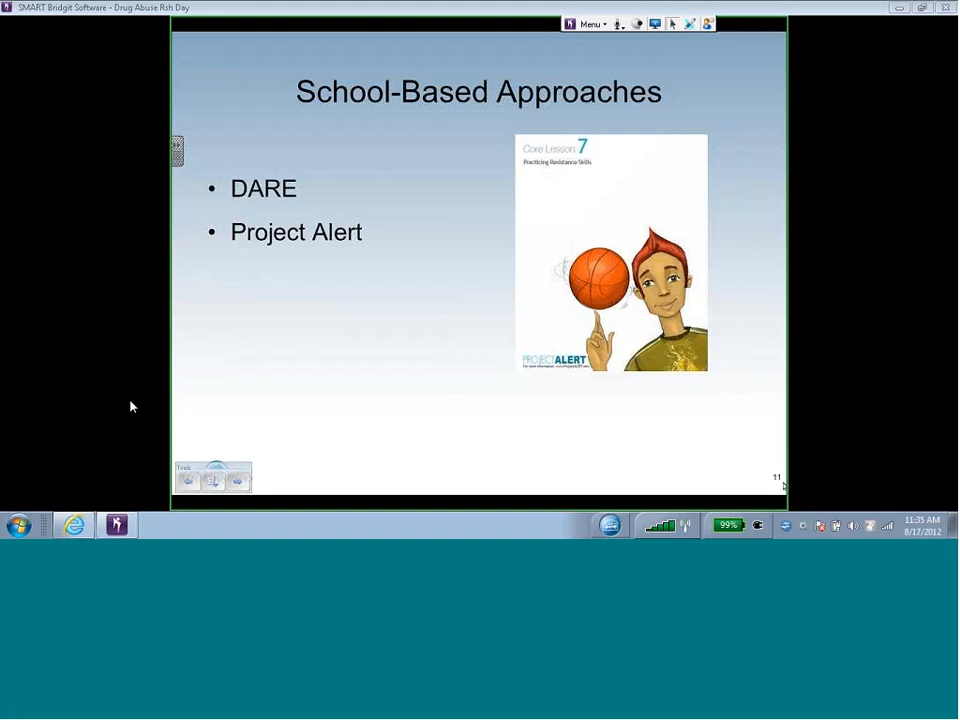 SMART Bridgit Software - Drug Abuse Rsh Day
Menu
School-Based Approaches
Core Lesson 7
Practicing Resistance Skills
• DARE
• Project Alert
PROJECT ALERT
Tools
11
99%
11:35 AM
8/17/2012